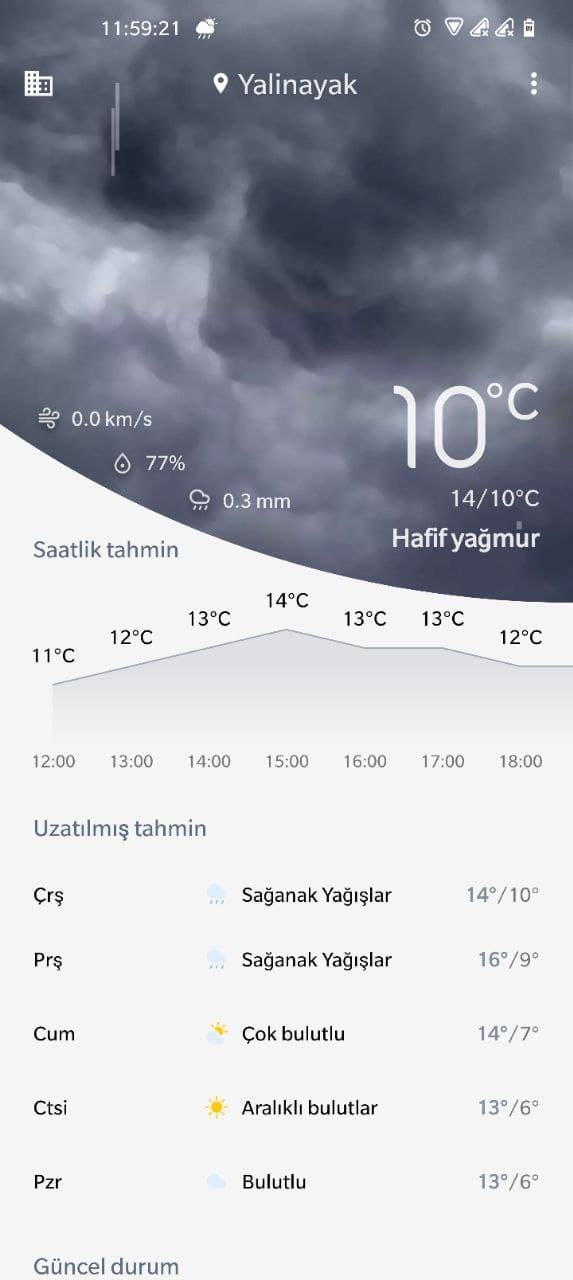 11:59:21
Yalinayak
10°C
0.0 km/s
77%
14/10°C
0.3 mm
Hafif yağmur
Saatlik tahmin
11°C 12°C 13°C 14°C 13°C 13°C 12°C
12:00 13:00 14:00 15:00 16:00 17:00 18:00
Uzatılmış tahmin
Çrş Sağanak Yağışlar 14°/10°
Prş Sağanak Yağışlar 16°/9°
Cum Çok bulutlu 14°/7°
Ctsi Aralıklı bulutlar 13°/6°
Pzr Bulutlu 13°/6°
Güncel durum